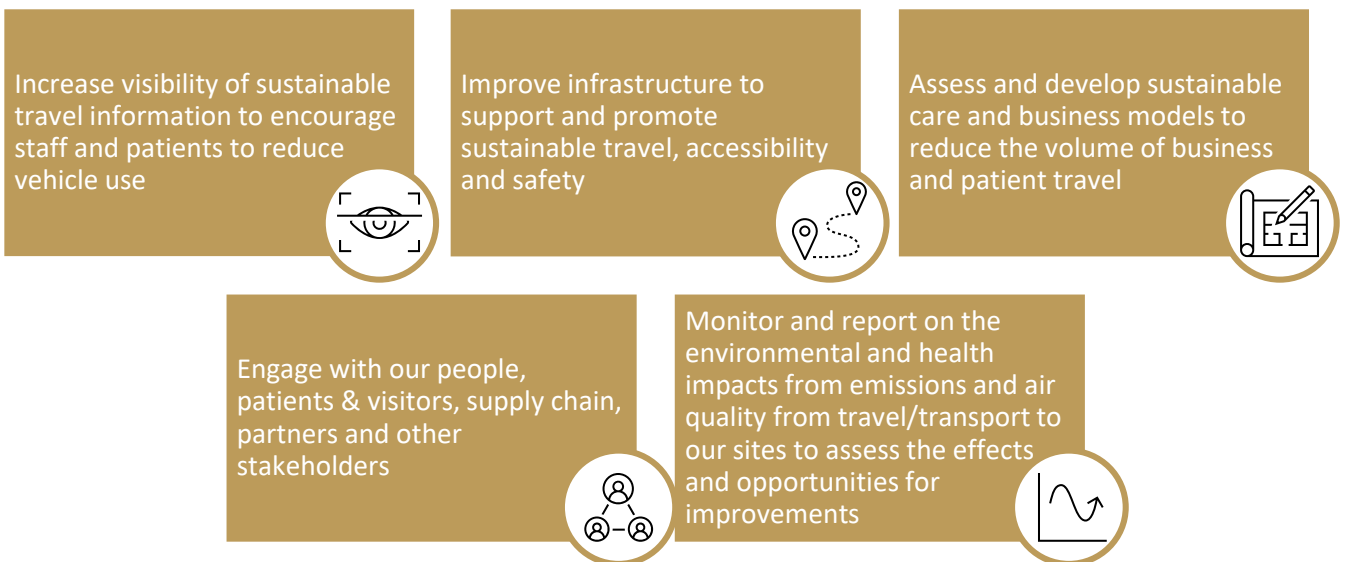 Increase visibility of sustainable
travel information to encourage
staff and patients to reduce
vehicle use
Improve infrastructure to
support and promote
sustainable travel, accessibility
and safety
Assess and develop sustainable
care and business models to
reduce the volume of business
and patient travel
Engage with our people,
patients & visitors, supply chain,
partners and other
stakeholders
Monitor and report on the
environmental and health
impacts from emissions and air
quality from travel/transport to
our sites to assess the effects
and opportunities for
improvements